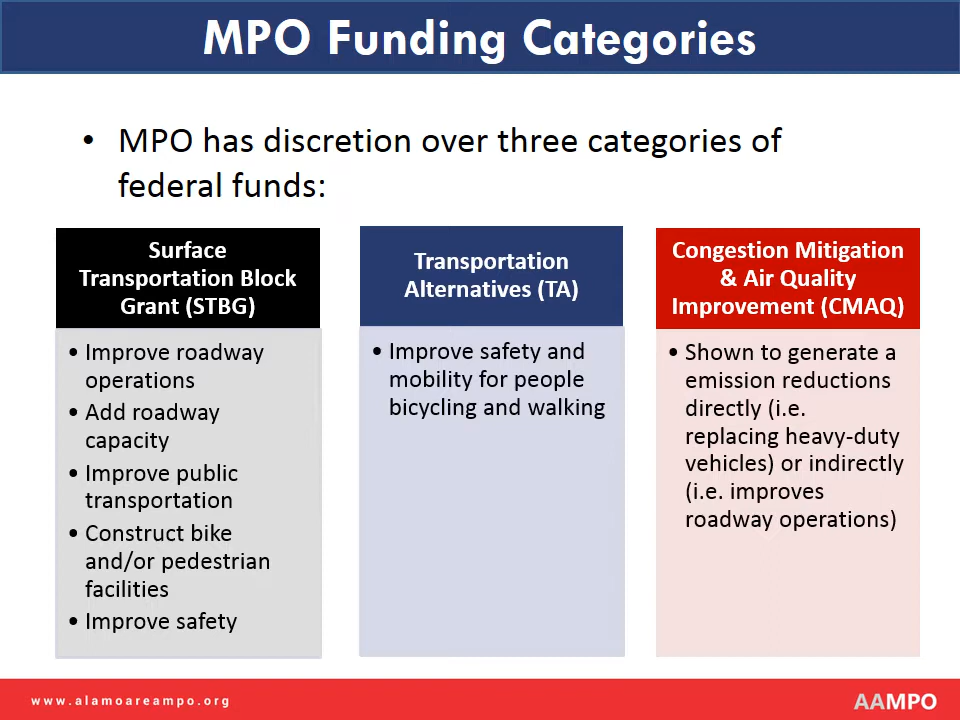 MPO Funding Categories
• MPO has discretion over three categories of
federal funds:
Surface
Transportation Block
Grant (STBG)
• Improve roadway
operations
• Add roadway
capacity
• Improve public
transportation
• Construct bike
and/or pedestrian
facilities
• Improve safety
Transportation
Alternatives (TA)
• Improve safety and
mobility for people
bicycling and walking
Congestion Mitigation
& Air Quality
Improvement (CMAQ)
• Shown to generate a
emission reductions
directly (i.e.
replacing heavy-duty
vehicles) or indirectly
(i.e. improves
roadway operations)
www.alamoareampo.org
AAMPO